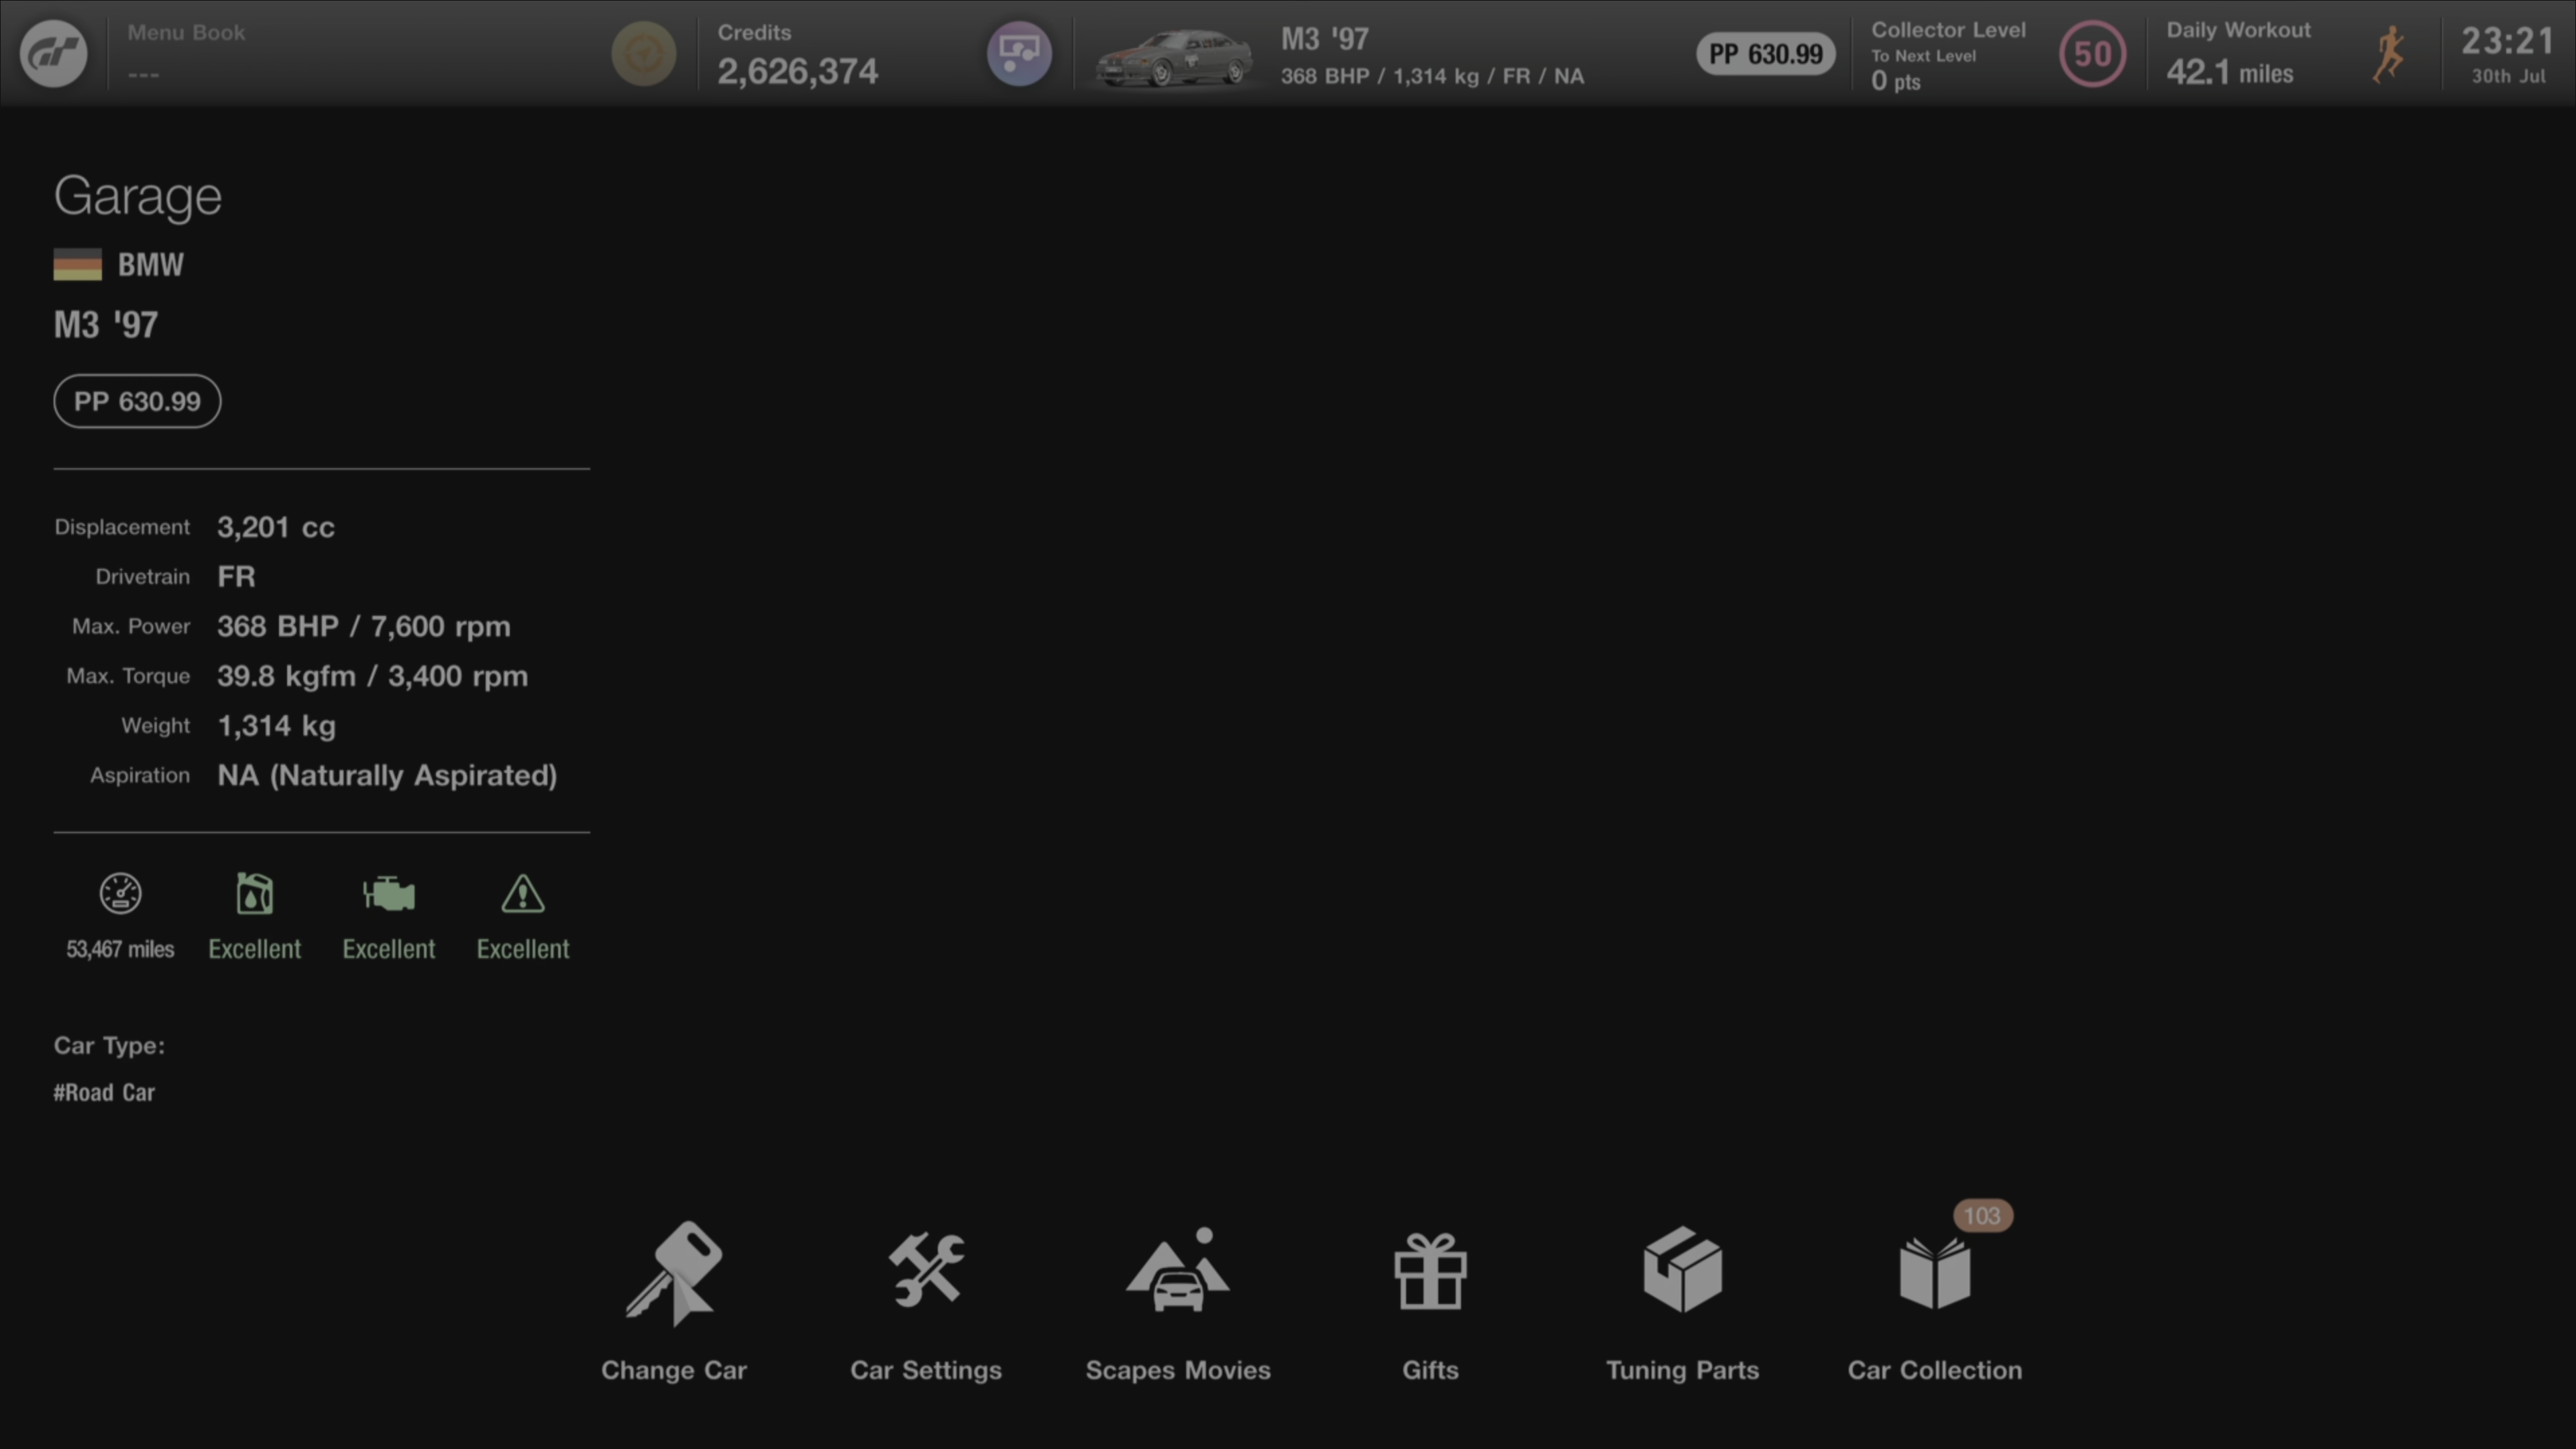 Menu Book
---
Credits
2,626,374
M3 '97
368 BHP / 1,314 kg / FR / NA
PP 630.99
Collector Level
To Next Level
0 pts
50
Daily Workout
42.1 miles
23:21
30th Jul
Garage
BMW
M3 '97
PP 630.99
Displacement 3,201 cc
Drivetrain FR
Max. Power 368 BHP / 7,600 rpm
Max. Torque 39.8 kgfm / 3,400 rpm
Weight 1,314 kg
Aspiration NA (Naturally Aspirated)
53,467 miles Excellent Excellent Excellent
Car Type:
#Road Car
103
Change Car Car Settings Scapes Movies Gifts Tuning Parts Car Collection